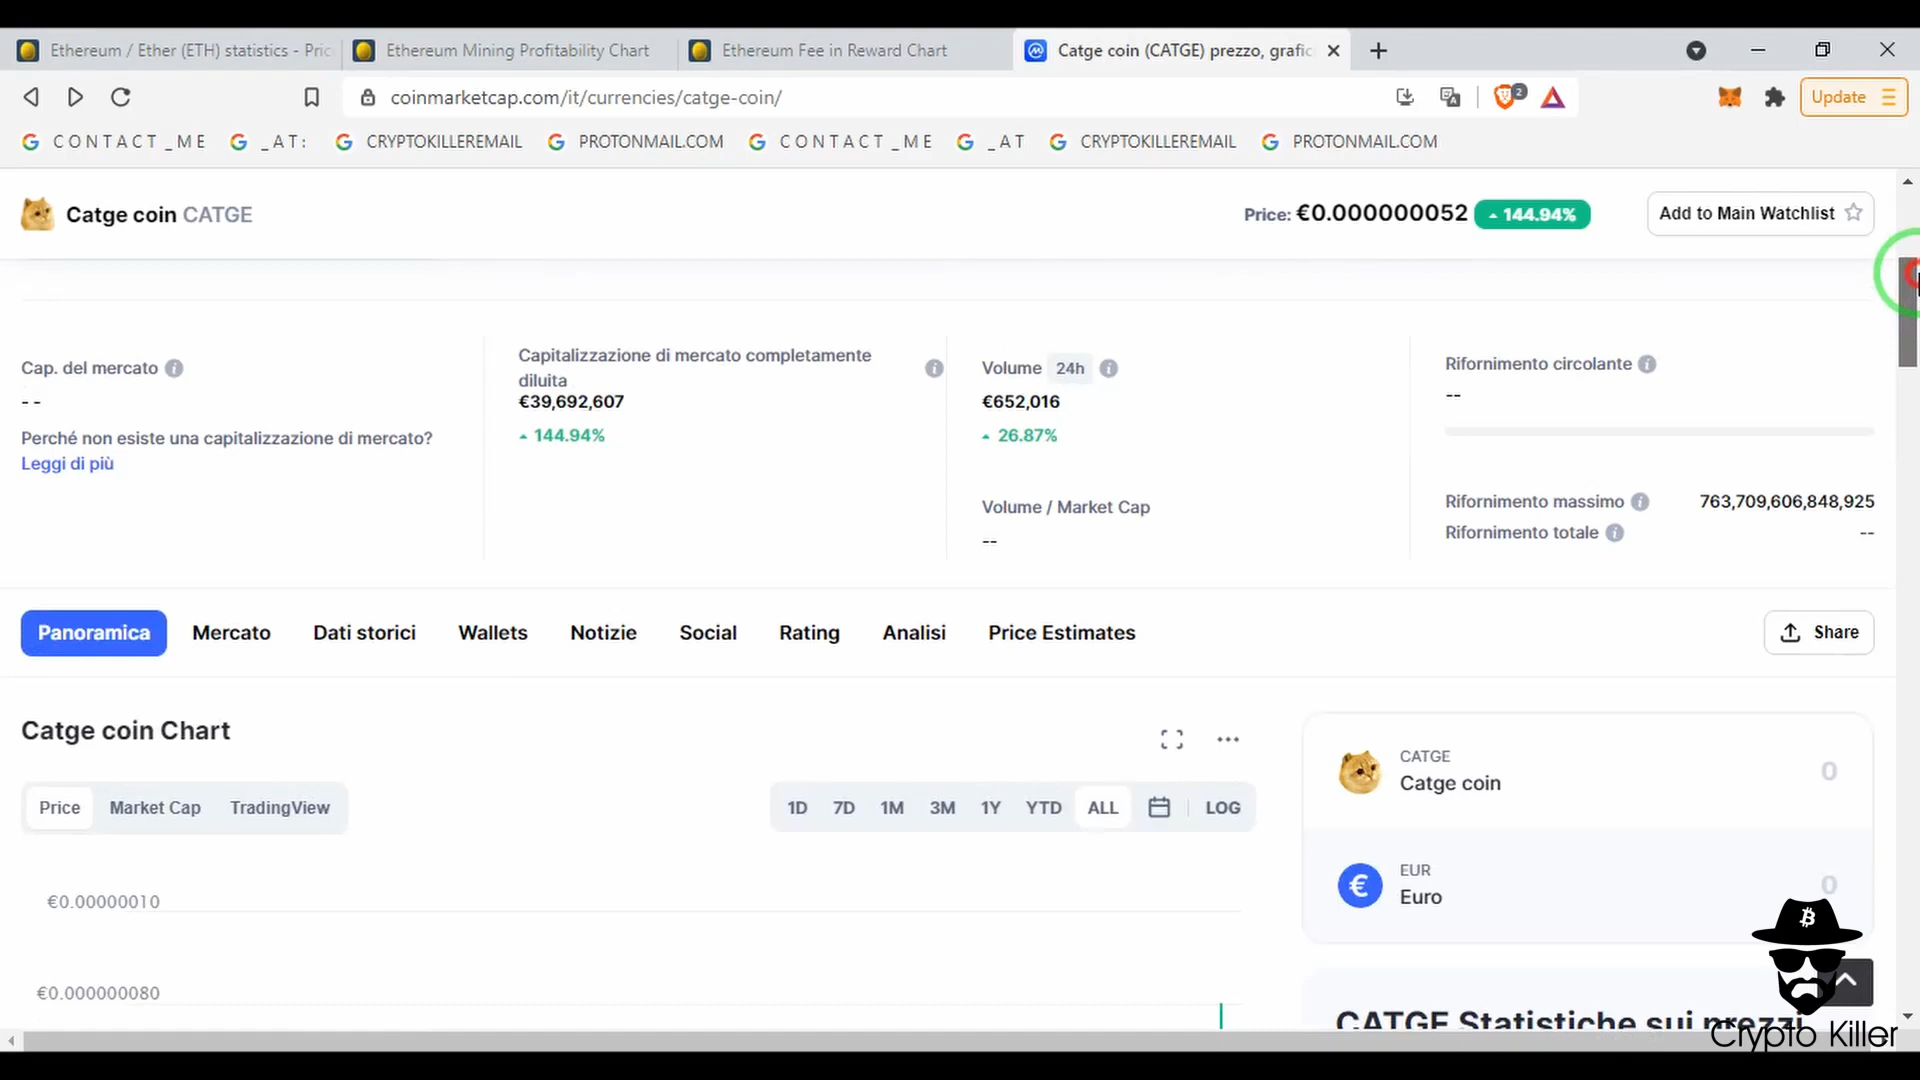 Ethereum / Ether (ETH) statistics - Pric
Ethereum Mining Profitability Chart
Ethereum Fee in Reward Chart
Catge coin (CATGE) prezzo, grafic
coinmarketcap.com/it/currencies/catge-coin/
2
Update
CONTACT_ME
_AT:
CRYPTOKILLEREMAIL
PROTONMAIL.COM
CONTACT_ME
_AT
CRYPTOKILLEREMAIL
PROTONMAIL.COM
Catge coin CATGE
Price: €0.000000052
144.94%
Add to Main Watchlist
Cap. del mercato
- -
Perché non esiste una capitalizzazione di mercato?
Leggi di più
Capitalizzazione di mercato completamente
diluita
€39,692,607
144.94%
Volume 24h
€652,016
26.87%
Volume / Market Cap
--
Rifornimento circolante
--
Rifornimento massimo
763,709,606,848,925
Rifornimento totale
--
Panoramica
Mercato
Dati storici
Wallets
Notizie
Social
Rating
Analisi
Price Estimates
Share
Catge coin Chart
Price
Market Cap
TradingView
1D
7D
1M
3M
1Y
YTD
ALL
LOG
€0.00000010
€0.000000080
CATGE
Catge coin
0
EUR
Euro
0
CATGE Statistiche sui prezzi
Crypto Killer